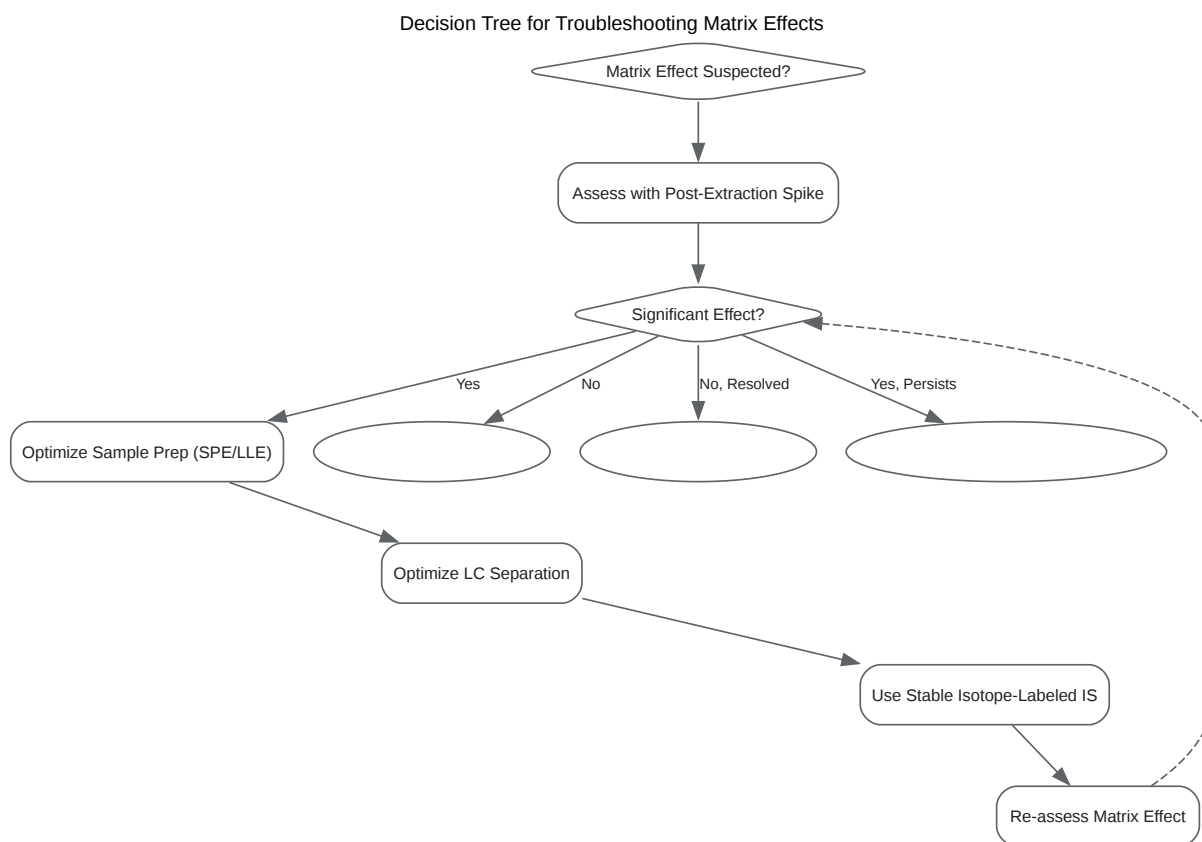 Decision Tree for Troubleshooting Matrix Effects
Matrix Effect Suspected?
Assess with Post-Extraction Spike
Significant Effect?
Yes
No
No, Resolved
Yes, Persists
Optimize Sample Prep (SPE/LLE)
Optimize LC Separation
Use Stable Isotope-Labeled IS
Re-assess Matrix Effect